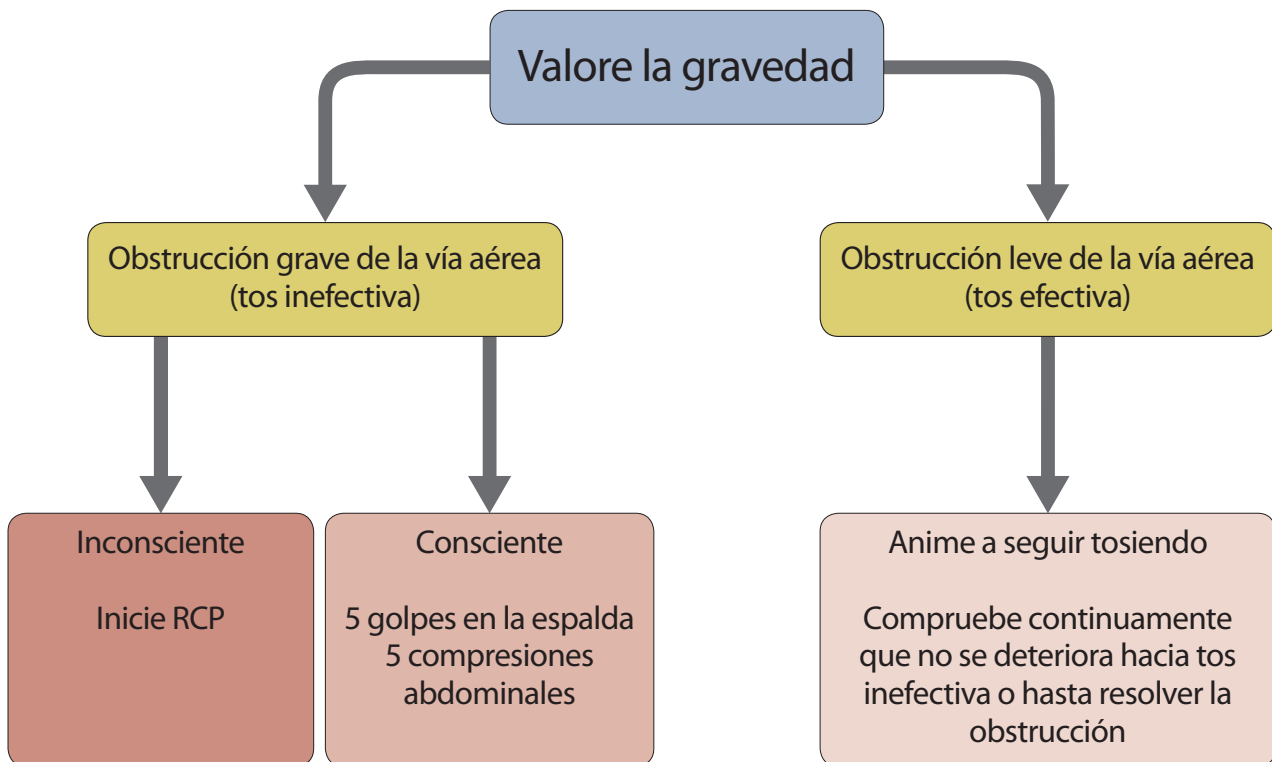 Valore la gravedad
Obstrucción grave de la vía aérea
(tos inefectiva)
Obstrucción leve de la vía aérea
(tos efectiva)
Inconsciente
Inicie RCP
Consciente
5 golpes en la espalda
5 compresiones
abdominales
Anime a seguir tosiendo
Compruebe continuamente
que no se deteriora hacia tos
inefectiva o hasta resolver la
obstrucción